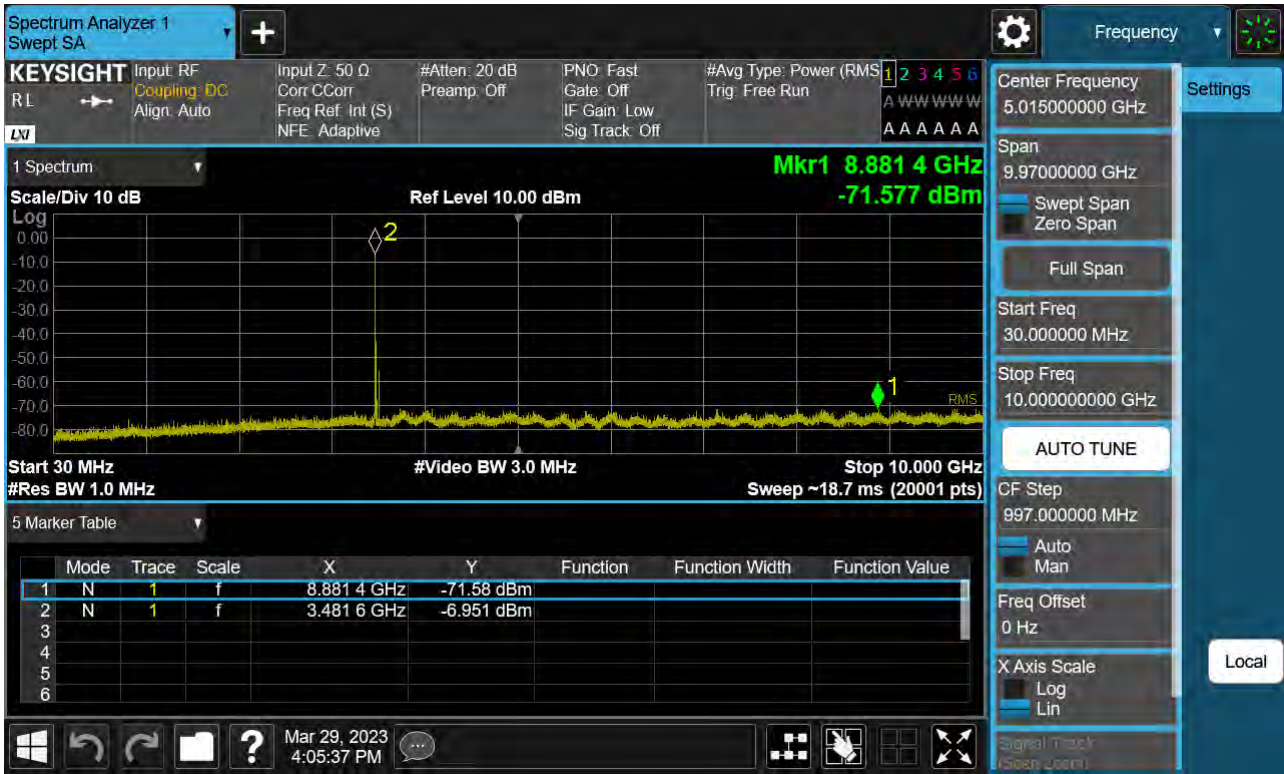 Spectrum Analyzer 1
Swept SA
+
Frequency
KEYSIGHT
RL
LXI
Input: RF
Coupling: DC
Align: Auto
Input Z: 50 Ω
Corr CCorr
Freq Ref: Int (S)
NFE: Adaptive
#Atten: 20 dB
Preamp: Off
PNO: Fast
Gate: Off
IF Gain: Low
Sig Track: Off
#Avg Type: Power (RMS
Trig: Free Run
1 2 3 4 5 6
A W W W W W
A A A A A A
1 Spectrum
Mkr1 8.881 4 GHz
-71.577 dBm
Scale/Div 10 dB
Ref Level 10.00 dBm
Log
0.00
-10.0
-20.0
-30.0
-40.0
-50.0
-60.0
-70.0
-80.0
2
1
RMS
Start 30 MHz
#Video BW 3.0 MHz
Stop 10.000 GHz
#Res BW 1.0 MHz
Sweep ~18.7 ms (20001 pts)
5 Marker Table
Mode Trace Scale X Y Function Function Width Function Value
1 N 1 f 8.881 4 GHz -71.58 dBm
2 N 1 f 3.481 6 GHz -6.951 dBm
3
4
5
6
Center Frequency
5.015000000 GHz
Span
9.97000000 GHz
Swept Span
Zero Span
Full Span
Start Freq
30.000000 MHz
Stop Freq
10.000000000 GHz
AUTO TUNE
CF Step
997.000000 MHz
Auto
Man
Freq Offset
0 Hz
X Axis Scale
Log
Lin
Signal Track
(Span Zoom)
Settings
Local
?
Mar 29, 2023
4:05:37 PM